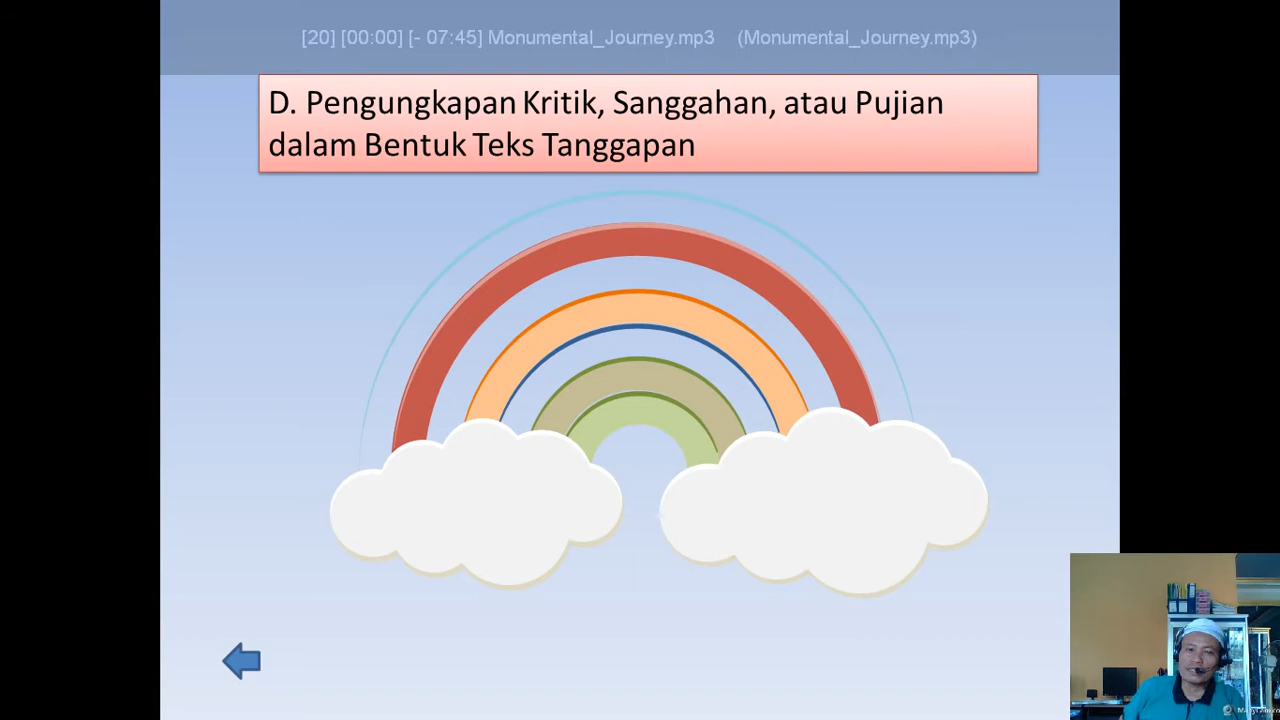 [20] [00:00] [- 07:45] Monumental_Journey.mp3 (Monumental_Journey.mp3)
D. Pengungkapan Kritik, Sanggahan, atau Pujian
dalam Bentuk Teks Tanggapan